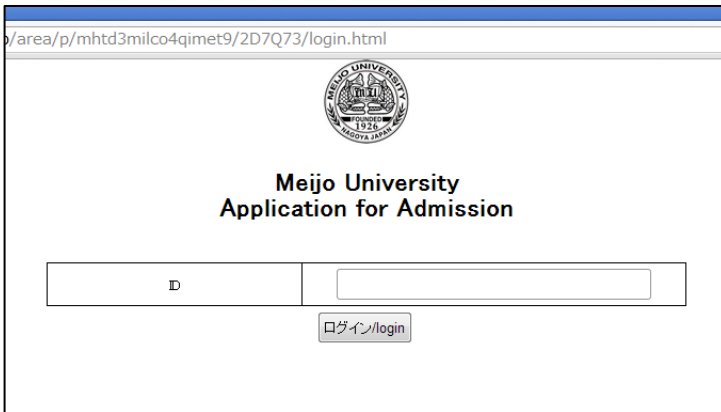 /area/p/mhtd3milco4qimet9/2D7Q73/login.html
MEIJO UNIVERSITY
FOUNDED
1926
NAGOYA JAPAN
Meijo University
Application for Admission
ID
ログイン/login